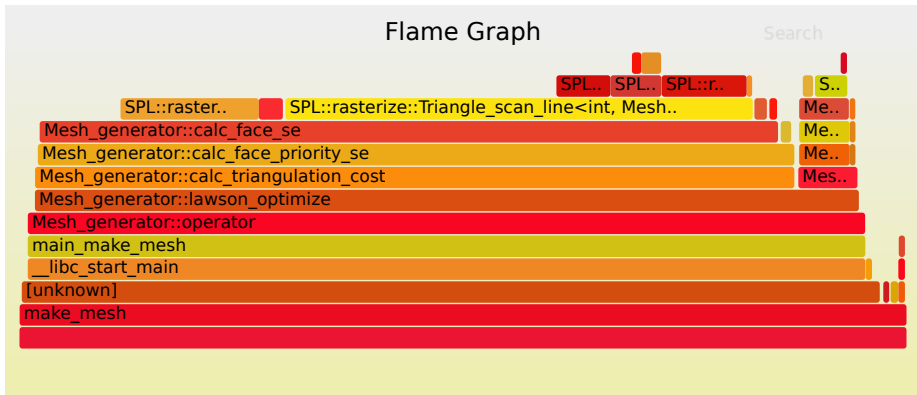 Flame Graph
Search
SPL.. SPL.. SPL::r.. S..
SPL::raster.. SPL::rasterize::Triangle_scan_line<int, Mesh.. Me..
Mesh_generator::calc_face_se Me..
Mesh_generator::calc_face_priority_se Me..
Mesh_generator::calc_triangulation_cost Mes..
Mesh_generator::lawson_optimize
Mesh_generator::operator
main_make_mesh
__libc_start_main
[unknown]
make_mesh